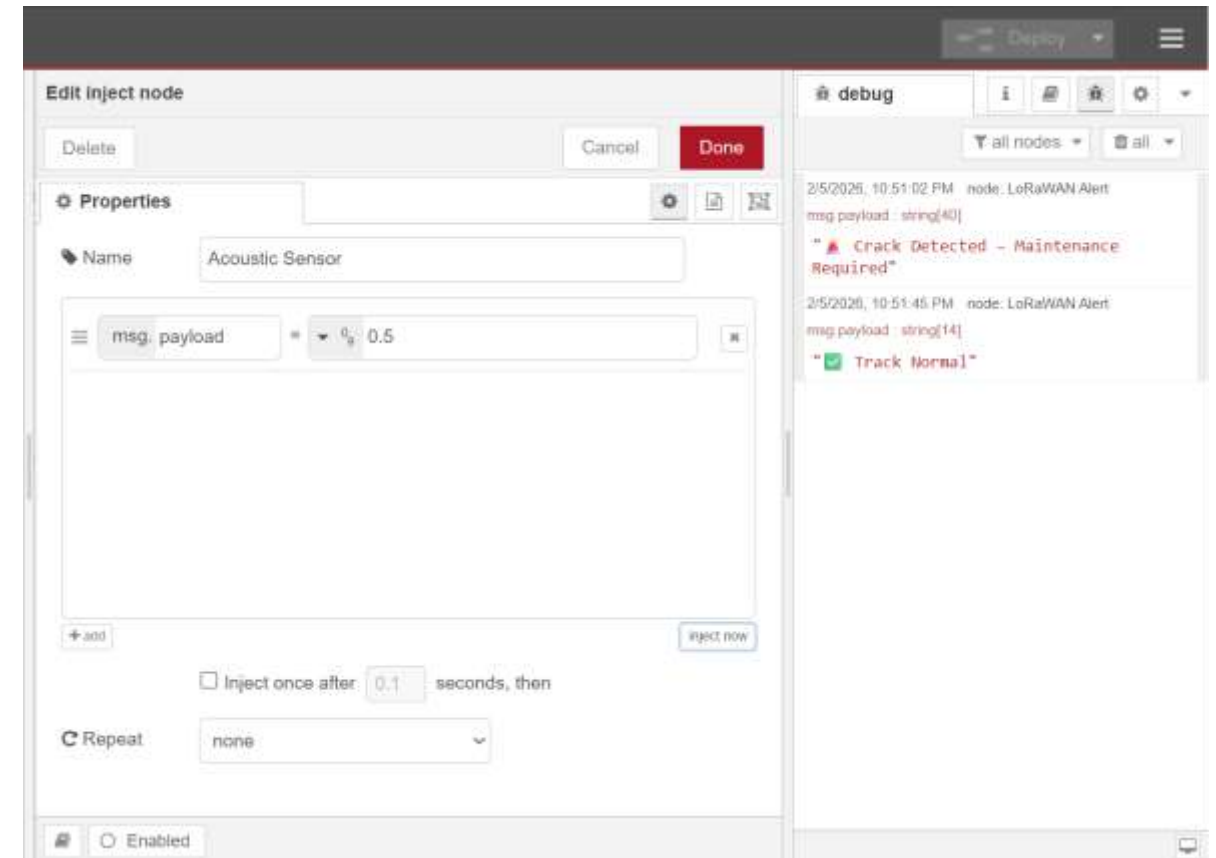 Deploy
Edit inject node
Delete
Cancel
Done
Properties
Name
Acoustic Sensor
msg. payload
=
0.5
+ add
inject now
Inject once after 0.1 seconds, then
Repeat
none
Enabled
debug
i
all nodes
all
2/5/2026, 10:51:02 PM node: LoRaWAN Alert
msg.payload : string[40]
"🚨 Crack Detected – Maintenance
Required"
2/5/2026, 10:51:45 PM node: LoRaWAN Alert
msg.payload : string[14]
"✅ Track Normal"